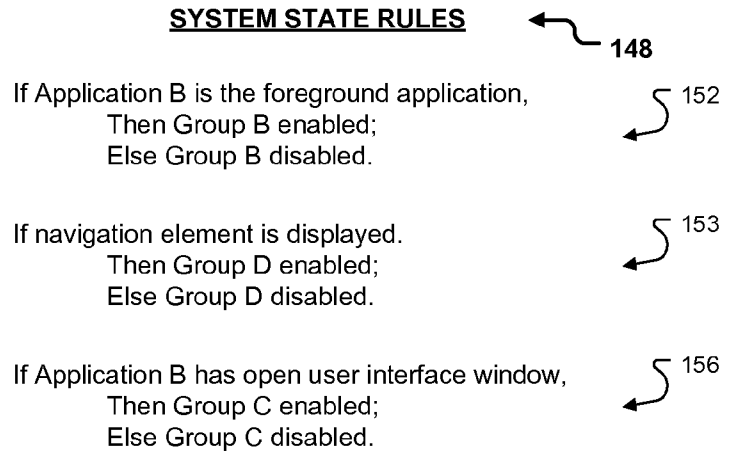 SYSTEM STATE RULES
148
If Application B is the foreground application,
Then Group B enabled;
Else Group B disabled.
152
If navigation element is displayed.
Then Group D enabled;
Else Group D disabled.
153
If Application B has open user interface window,
Then Group C enabled;
Else Group C disabled.
156